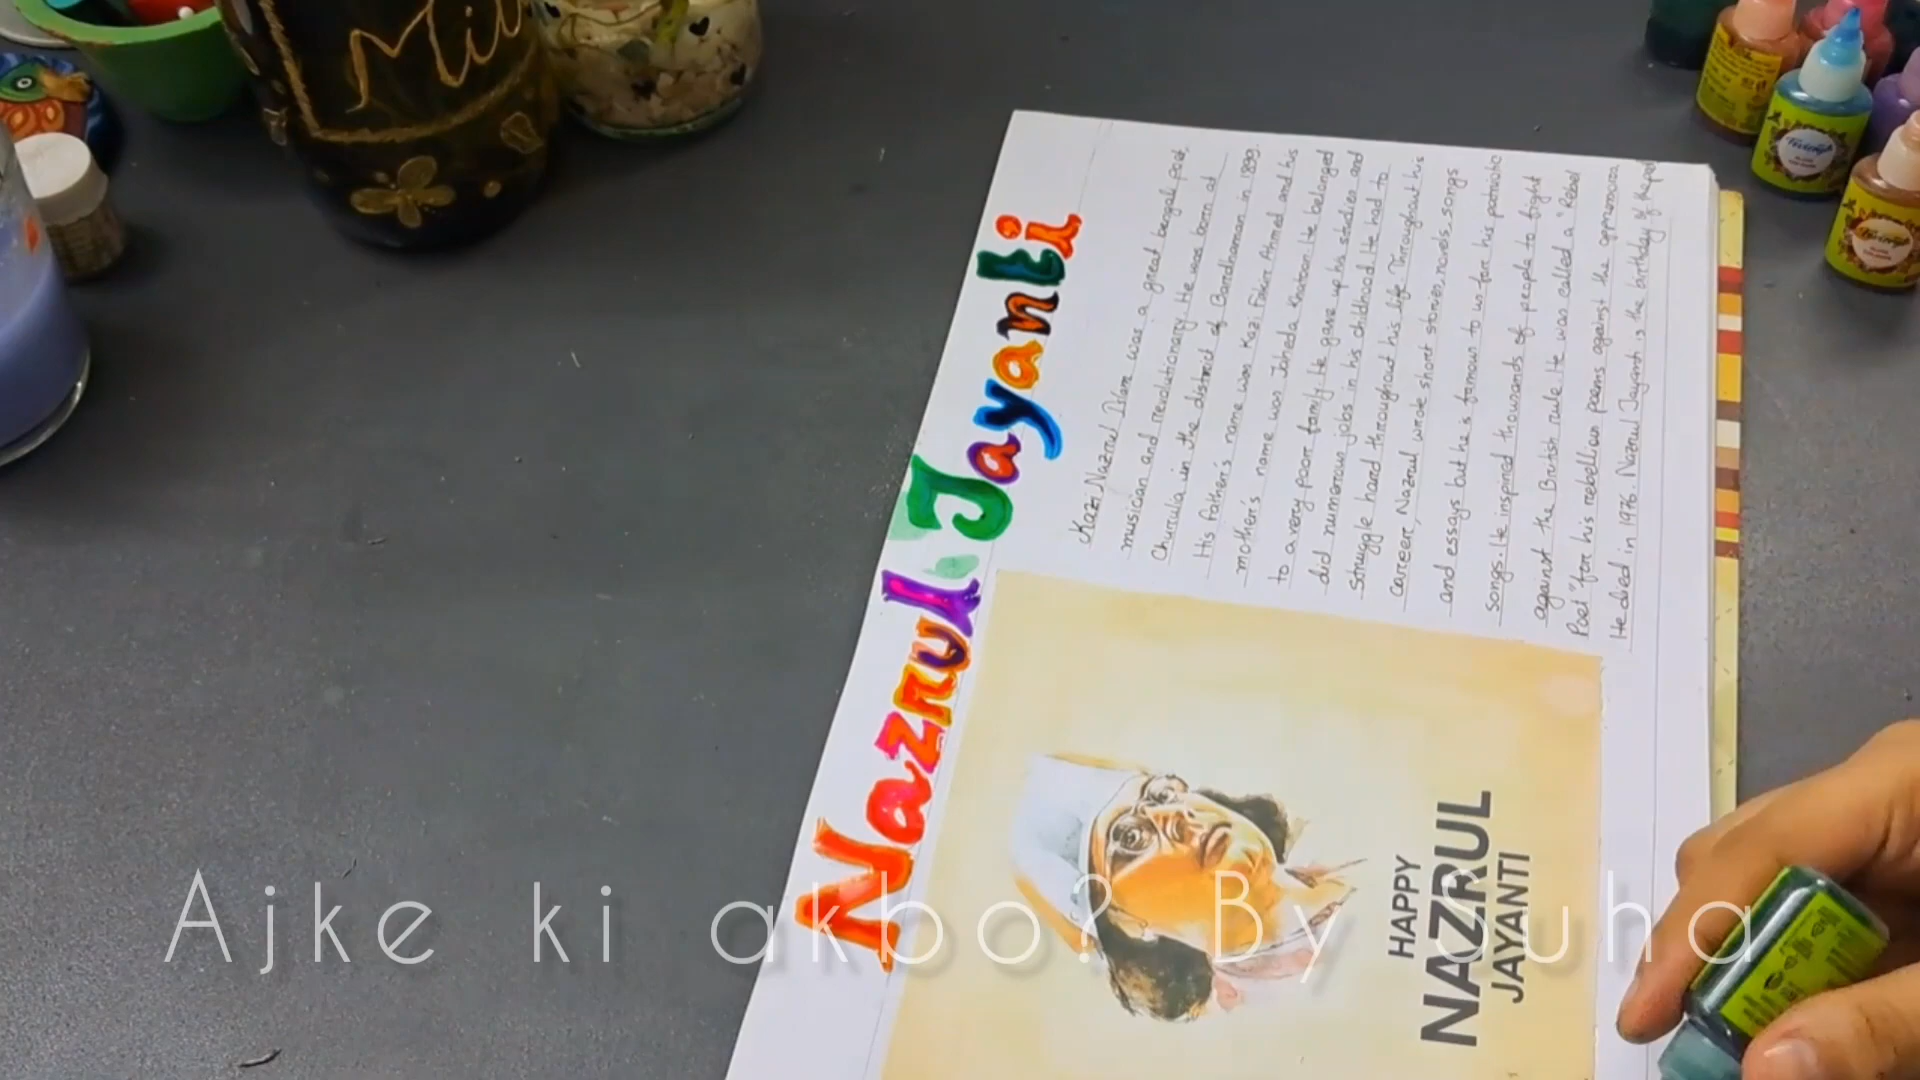 Nazrul Jayanti
Kazi Nazrul Islam was a great bengali poet,
musician and revolutionary. He was born at
Churulia in the district of Barddhaman in 1899.
His father's name was Kazi Fakir Ahmed and his
mother's name was Jaheda Khatoon. He belonged
to a very poor family. He gave up his studies and
did numerous jobs in his childhood. He had to
struggle hard throughout his life. Throughout his
career, Nazrul wrote short stories, novels, songs
and essays but he is famous to us for his patriotic
songs. He inspired thousands of people to fight
against the British rule. He was called a "Rebel
Poet" for his rebellious poems against the
He died in 1976. Nazrul Jayanti is the birthday of the poet
HAPPY
NAZRUL
JAYANTI
Ajke ki akbo? By Suha